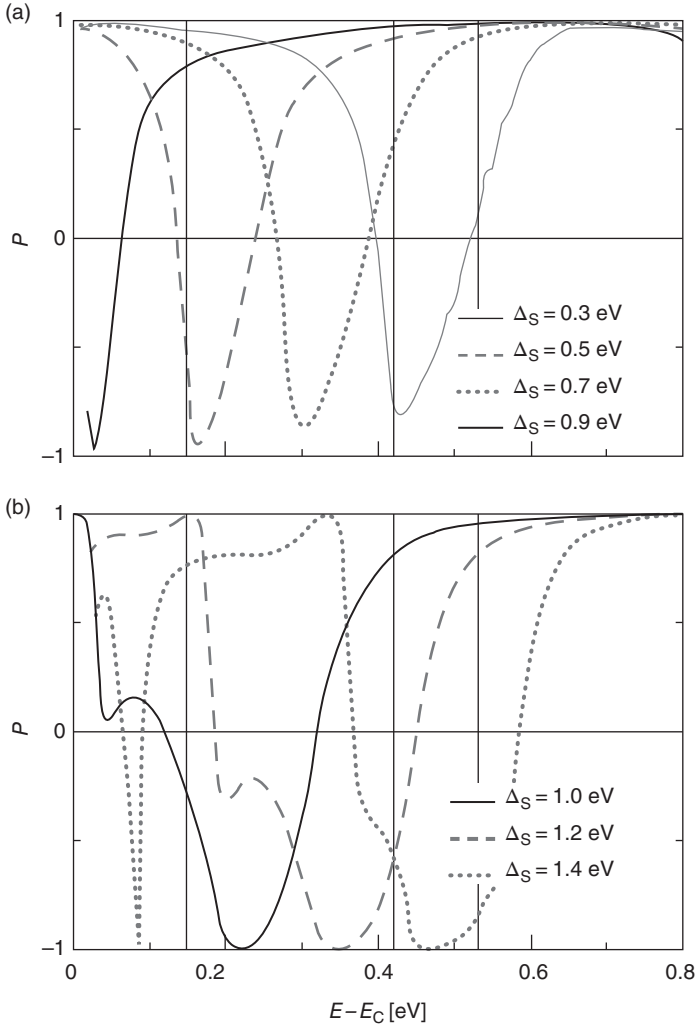 (a)
1
P
0
−1
Δ_S = 0.3 eV
Δ_S = 0.5 eV
Δ_S = 0.7 eV
Δ_S = 0.9 eV
(b)
1
P
0
−1
Δ_S = 1.0 eV
Δ_S = 1.2 eV
Δ_S = 1.4 eV
0 0.2 0.4 0.6 0.8
E − E_C [eV]